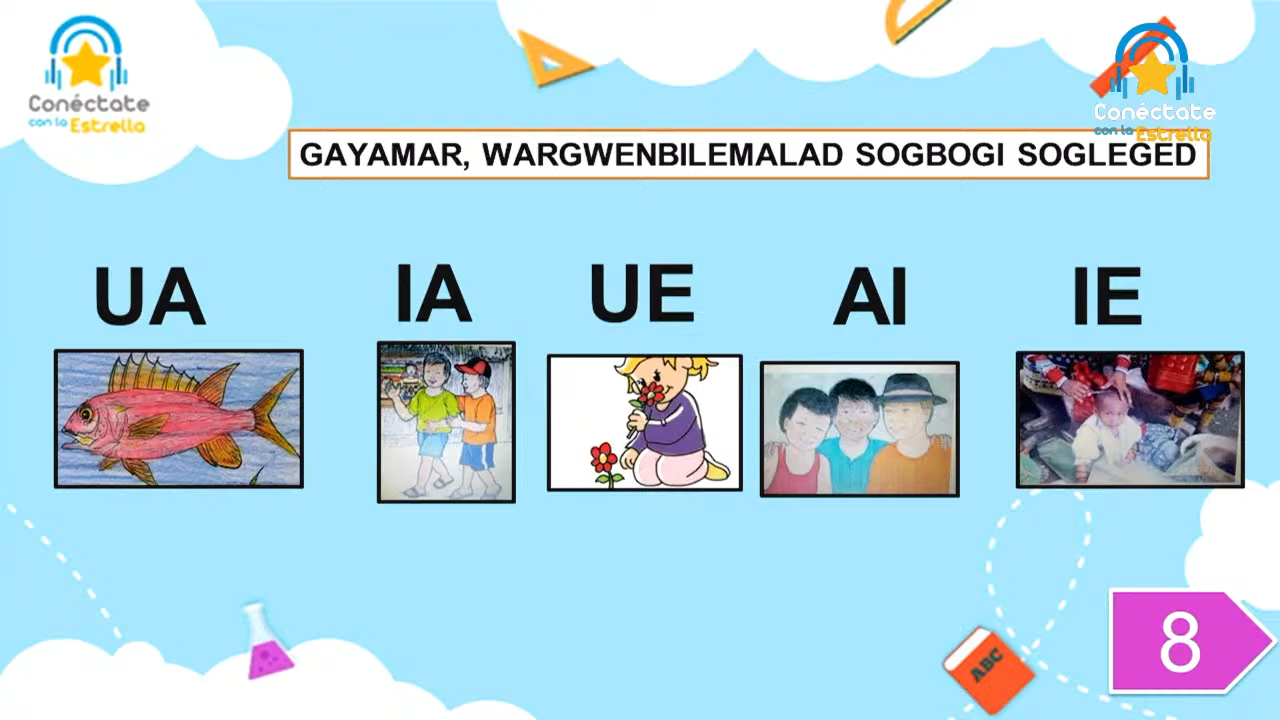 Conéctate
con la Estrella
Conéctate
con la Estrella
GAYAMAR, WARGWENBILEMALAD SOGBOGI SOGLEGED
UA IA UE AI IE
ABC
8